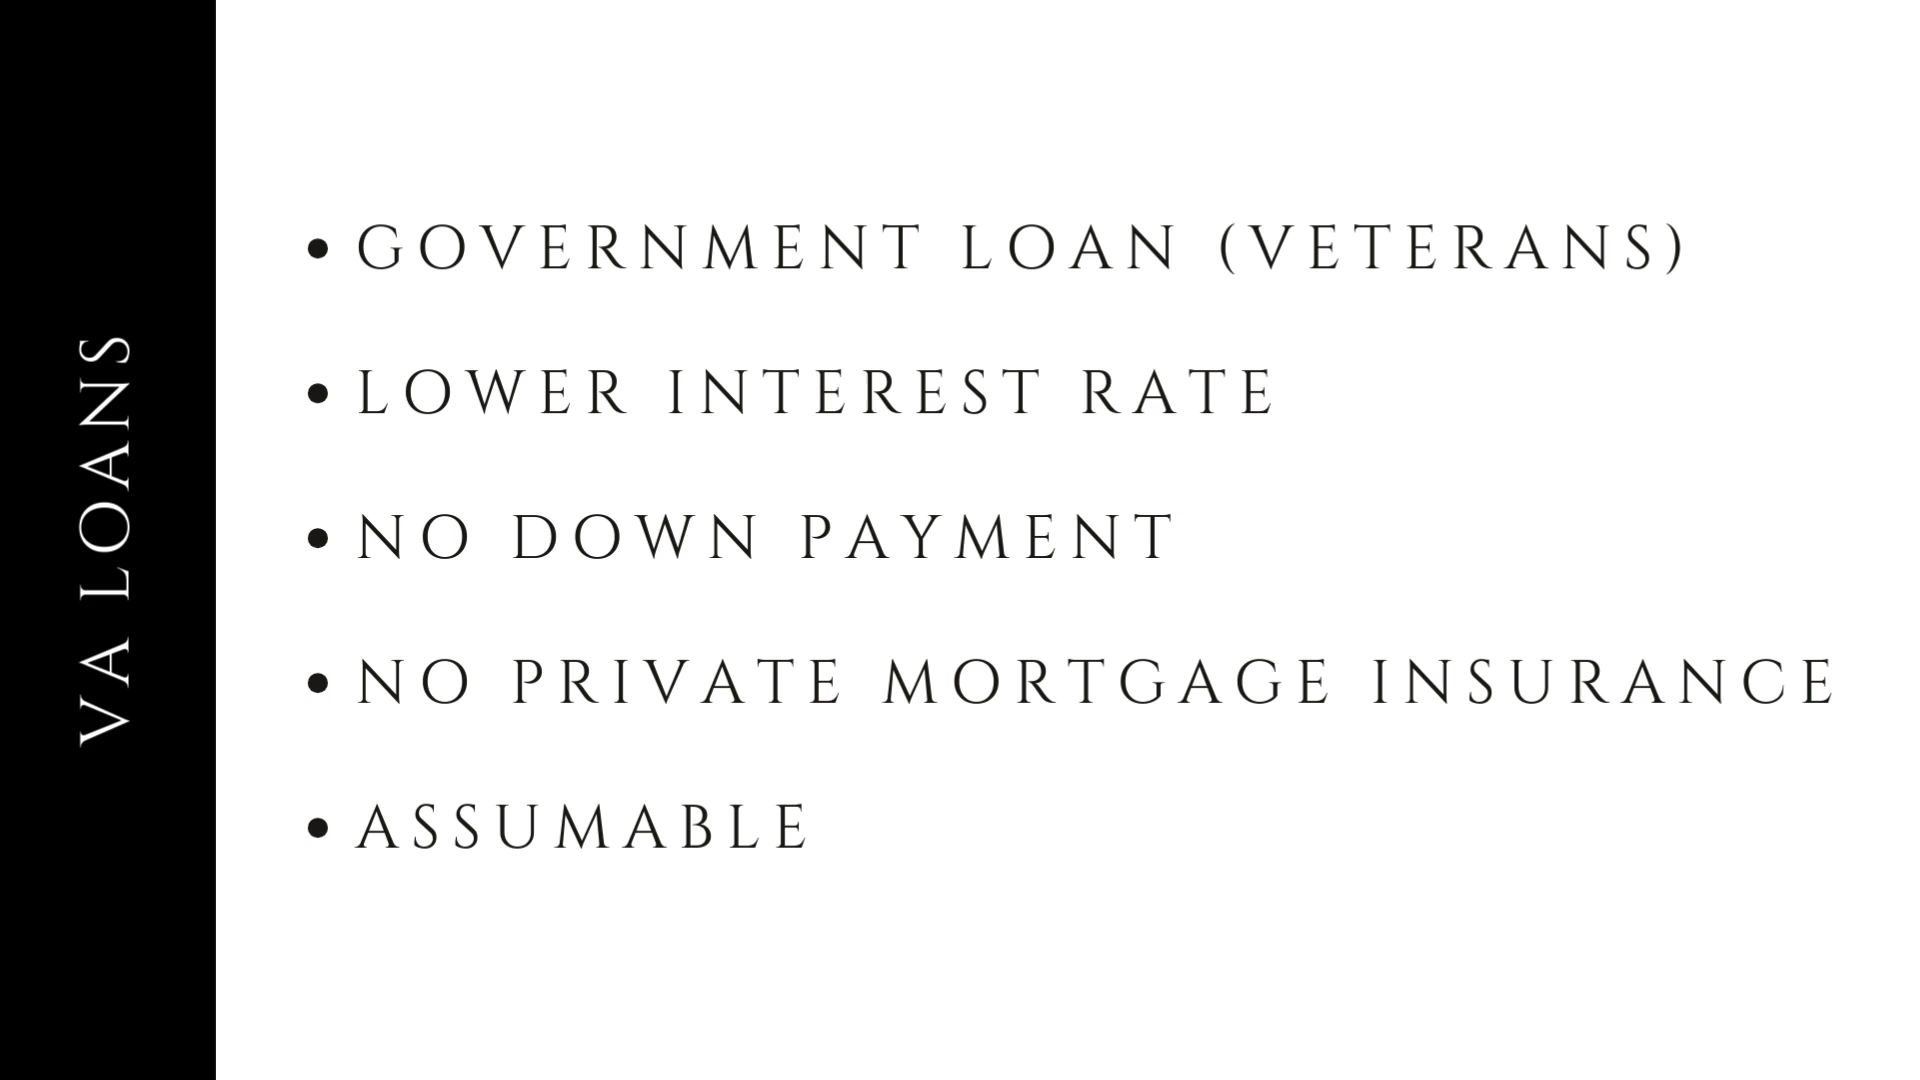 VA LOANS
• GOVERNMENT LOAN (VETERANS)
• LOWER INTEREST RATE
• NO DOWN PAYMENT
• NO PRIVATE MORTGAGE INSURANCE
• ASSUMABLE